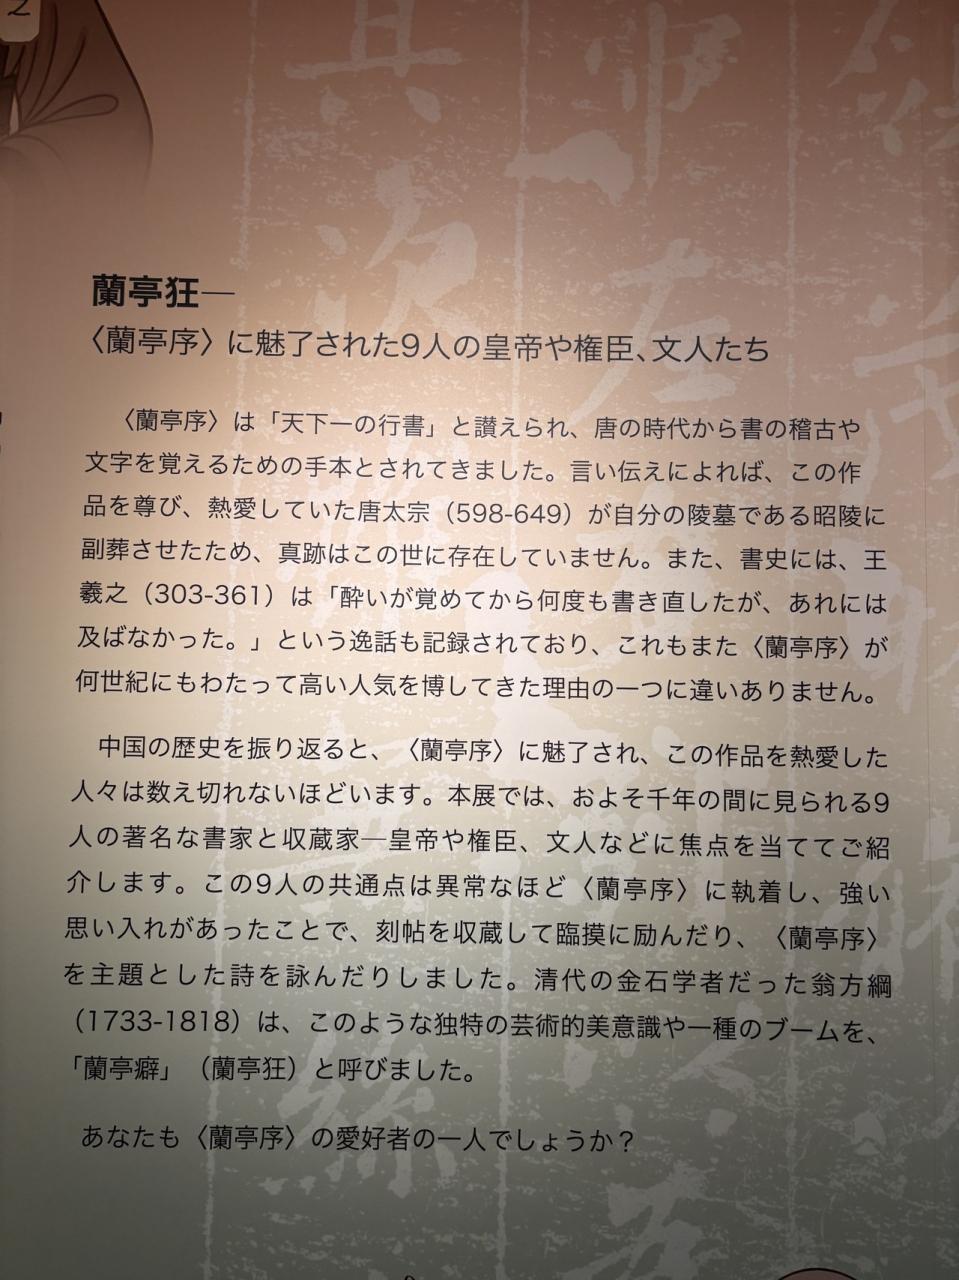 2
蘭亭狂―
〈蘭亭序〉に魅了された9人の皇帝や権臣、文人たち
〈蘭亭序〉は「天下一の行書」と讃えられ、唐の時代から書の稽古や
文字を覚えるための手本とされてきました。言い伝えによれば、この作
品を尊び、熱愛していた唐太宗（598-649）が自分の陵墓である昭陵に
副葬させたため、真跡はこの世に存在していません。また、書史には、王
羲之（303-361）は「酔いが覚めてから何度も書き直したが、あれには
及ばなかった。」という逸話も記録されており、これもまた〈蘭亭序〉が
何世紀にもわたって高い人気を博してきた理由の一つに違いありません。
中国の歴史を振り返ると、〈蘭亭序〉に魅了され、この作品を熱愛した
人々は数え切れないほどいます。本展では、およそ千年の間に見られる9
人の著名な書家と収蔵家―皇帝や権臣、文人などに焦点を当ててご紹
介します。この9人の共通点は異常なほど〈蘭亭序〉に執着し、強い
思い入れがあったことで、刻帖を収蔵して臨摸に励んだり、〈蘭亭序〉
を主題とした詩を詠んだりしました。清代の金石学者だった翁方綱
（1733-1818）は、このような独特の芸術的美意識や一種のブームを、
「蘭亭癖」（蘭亭狂）と呼びました。
あなたも〈蘭亭序〉の愛好者の一人でしょうか？